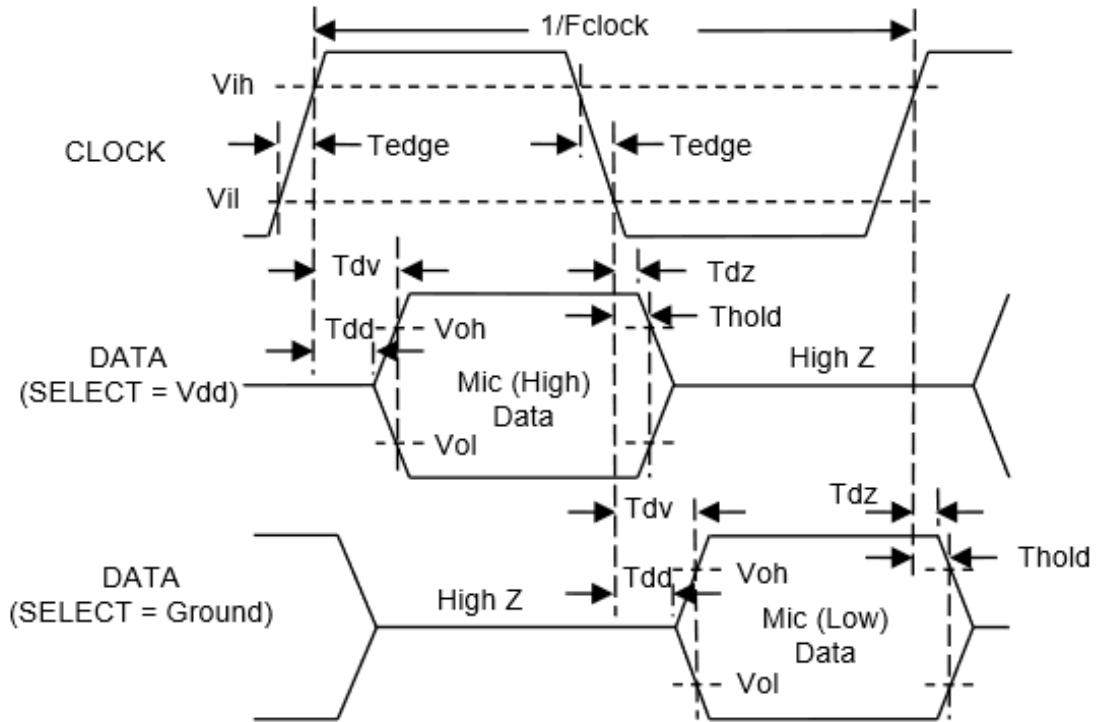 1/Fclock
Vih
CLOCK
Tedge
Tedge
Vil
Tdv
Tdz
Tdd
Voh
Thold
DATA
(SELECT = Vdd)
Mic (High)
Data
High Z
Vol
Tdv
Tdz
DATA
(SELECT = Ground)
High Z
Tdd
Voh
Thold
Mic (Low)
Data
Vol